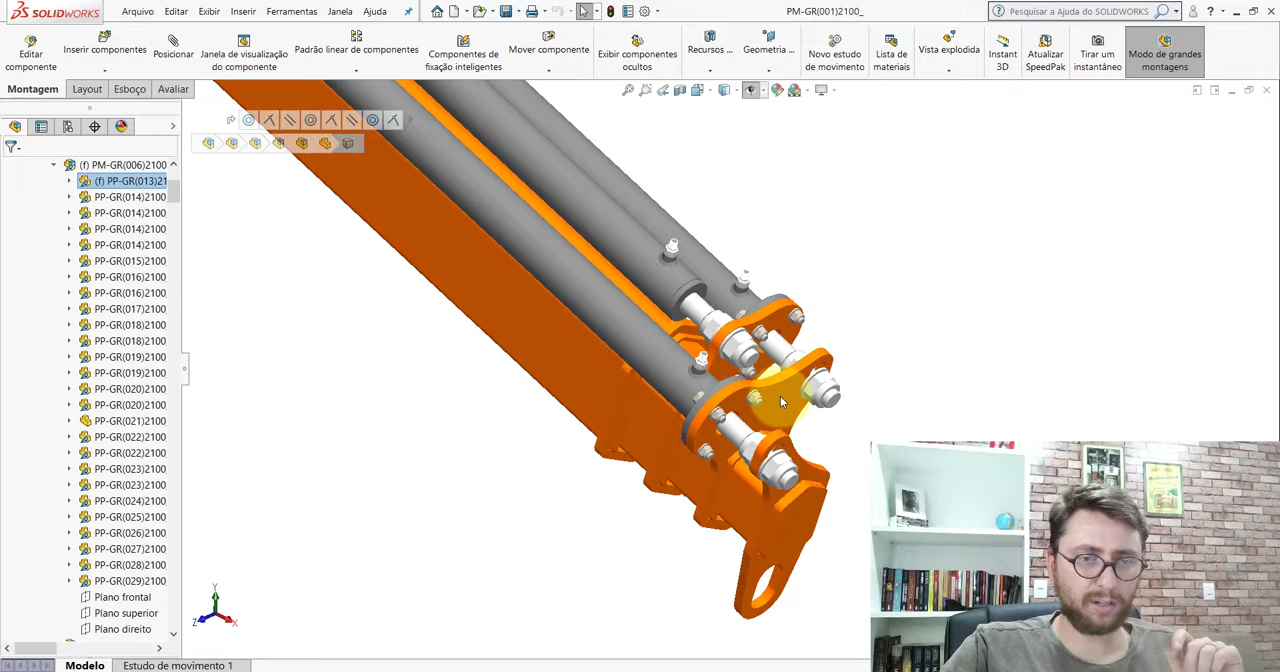 SOLIDWORKS
Arquivo Editar Exibir Inserir Ferramentas Janela Ajuda
PM-GR(001)2100_
Pesquisar a Ajuda do SOLIDWORKS
Editar componente
Inserir componentes
Posicionar
Janela de visualização do componente
Padrão linear de componentes
Componentes de fixação inteligentes
Mover componente
Exibir componentes ocultos
Recursos ...
Geometria ...
Novo estudo de movimento
Lista de materiais
Vista explodida
Instant 3D
Atualizar SpeedPak
Tirar um instantâneo
Modo de grandes montagens
Montagem Layout Esboço Avaliar
(f) PM-GR(006)2100
(f) PP-GR(013)21
PP-GR(014)2100
PP-GR(014)2100
PP-GR(014)2100
PP-GR(014)2100
PP-GR(015)2100
PP-GR(016)2100
PP-GR(016)2100
PP-GR(017)2100
PP-GR(018)2100
PP-GR(018)2100
PP-GR(019)2100
PP-GR(019)2100
PP-GR(020)2100
PP-GR(020)2100
PP-GR(021)2100
PP-GR(022)2100
PP-GR(022)2100
PP-GR(023)2100
PP-GR(023)2100
PP-GR(024)2100
PP-GR(025)2100
PP-GR(026)2100
PP-GR(027)2100
PP-GR(028)2100
PP-GR(029)2100
Plano frontal
Plano superior
Plano direito
Y
Z
X
Modelo Estudo de movimento 1